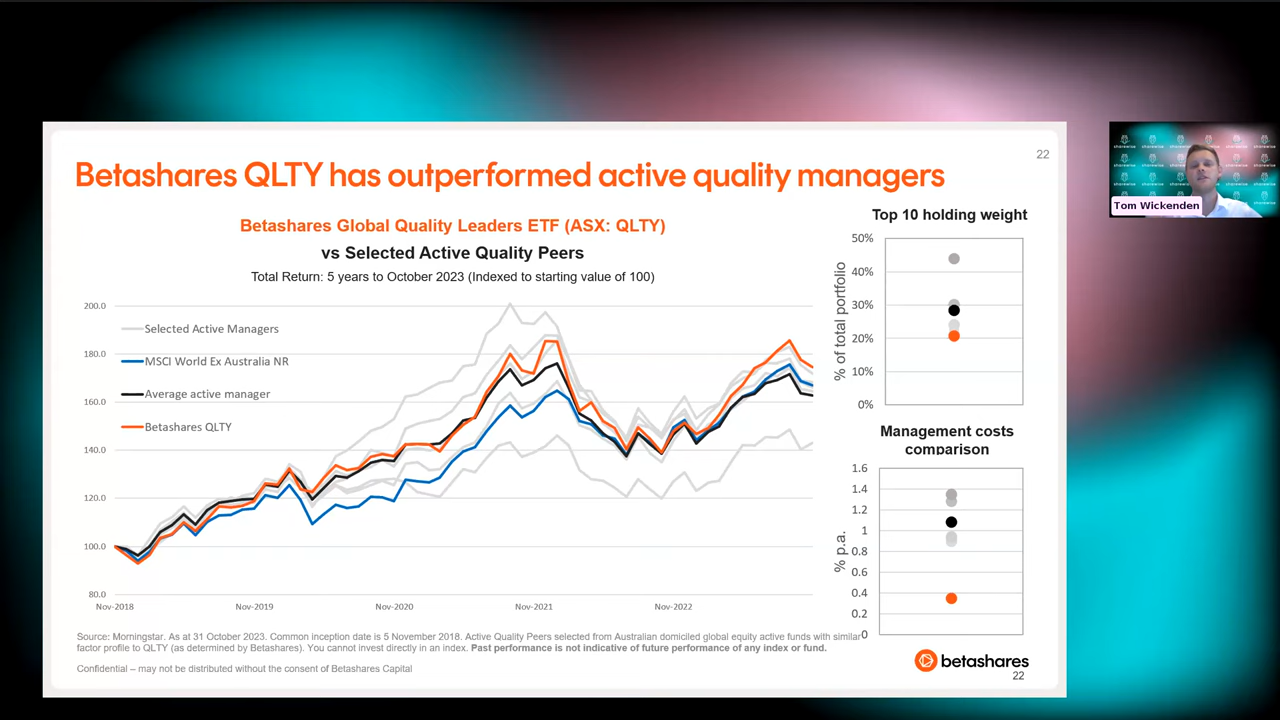 22
Betashares QLTY has outperformed active quality managers
Betashares Global Quality Leaders ETF (ASX: QLTY)
vs Selected Active Quality Peers
Total Return: 5 years to October 2023 (Indexed to starting value of 100)
200.0
180.0
160.0
140.0
120.0
100.0
80.0
Selected Active Managers
MSCI World Ex Australia NR
Average active manager
Betashares QLTY
Nov-2018
Nov-2019
Nov-2020
Nov-2021
Nov-2022
Top 10 holding weight
% of total portfolio
50%
40%
30%
20%
10%
0%
Management costs
comparison
% p.a.
1.6
1.4
1.2
1
0.8
0.6
0.4
0.2
0
Source: Morningstar. As at 31 October 2023. Common inception date is 5 November 2018. Active Quality Peers selected from Australian domiciled global equity active funds with similar
factor profile to QLTY (as determined by Betashares). You cannot invest directly in an index. Past performance is not indicative of future performance of any index or fund.
Confidential – may not be distributed without the consent of Betashares Capital
betashares
22
Tom Wickenden